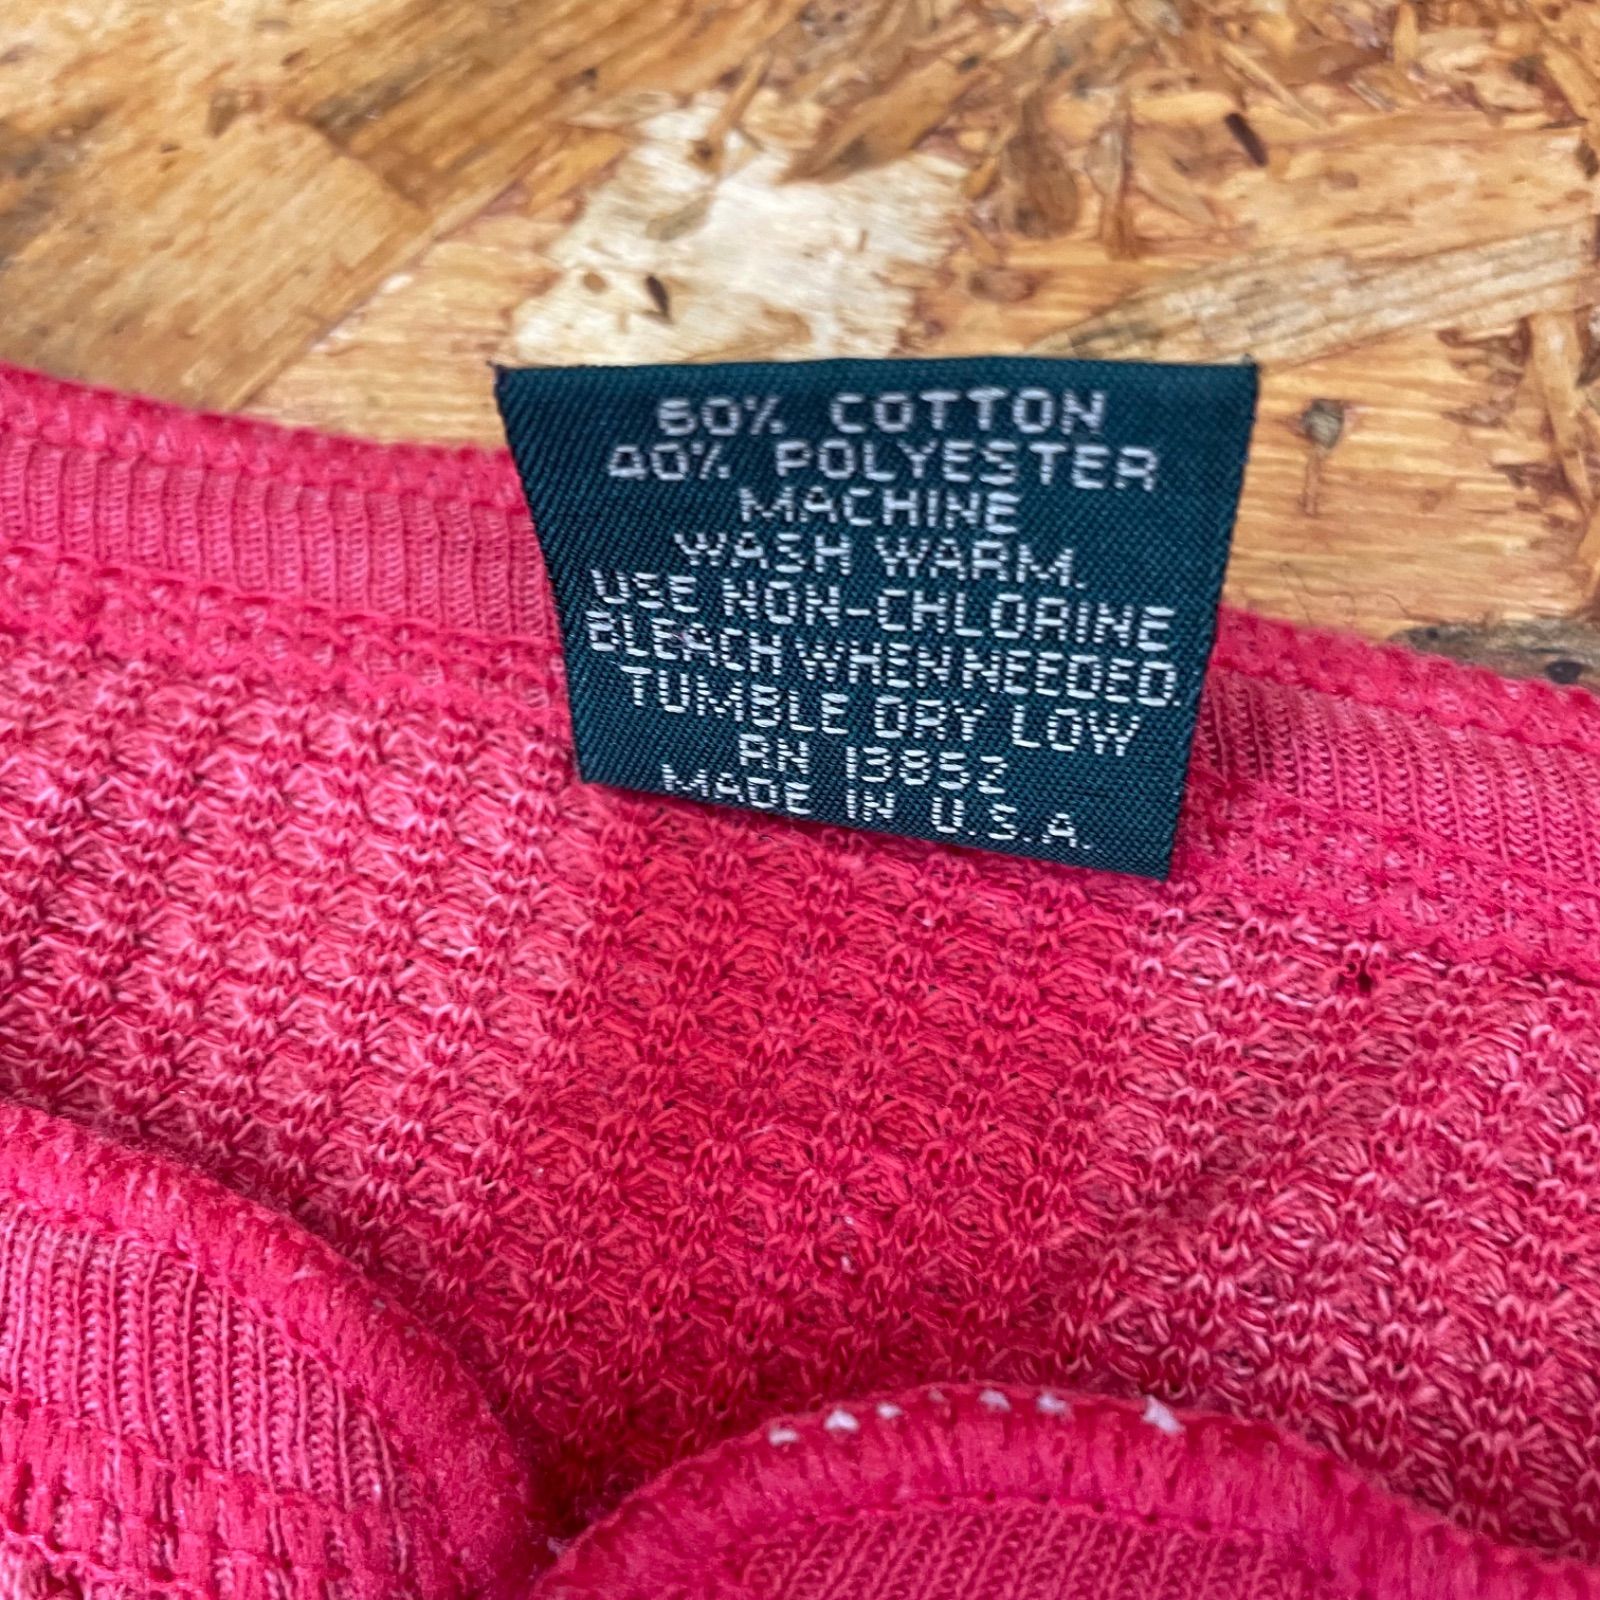 60% COTTON
40% POLYESTER
MACHINE
WASH WARM.
USE NON-CHLORINE
BLEACH WHEN NEEDED.
TUMBLE DRY LOW
RN 13852
MADE IN U.S.A.